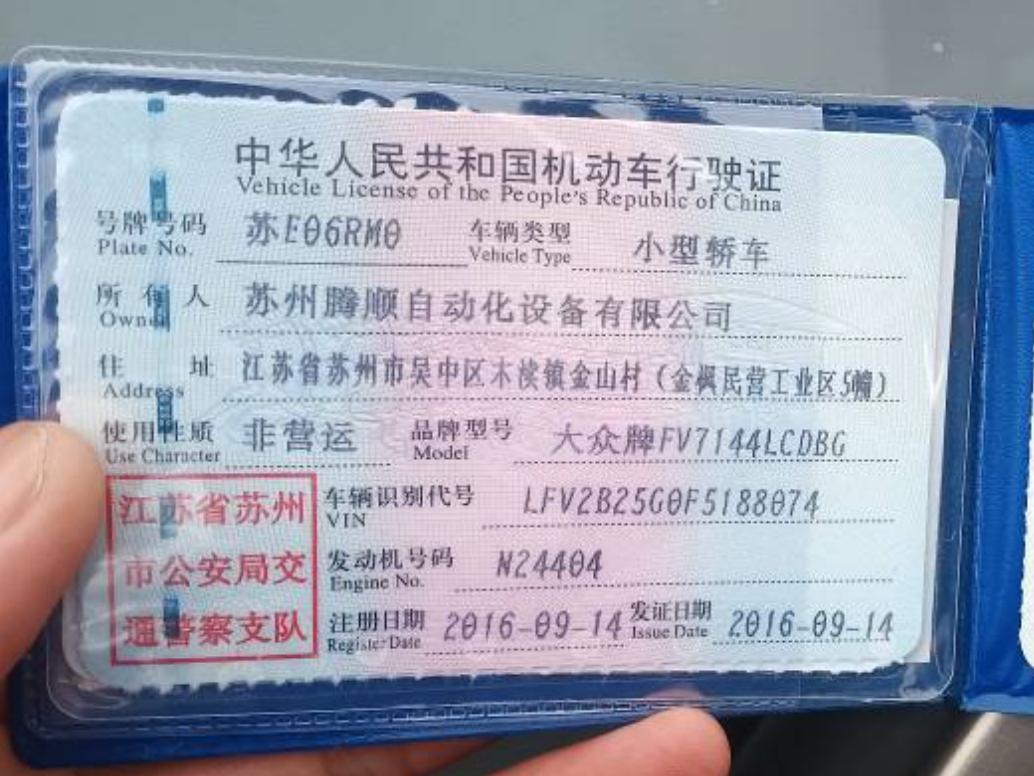 中华人民共和国机动车行驶证
Vehicle License of the People's Republic of China
号牌号码 苏E06RM0 车辆类型 小型轿车
Plate No. Vehicle Type
所有人 苏州腾顺自动化设备有限公司
Owner
住址 江苏省苏州市吴中区木渎镇金山村（金枫民营工业区5幢）
Address
使用性质 非营运 品牌型号 大众牌FV7144LCDBG
Use Character Model
车辆识别代号 LFV2B25G0F5188074
VIN
发动机号码 N24404
Engine No.
注册日期 2016-09-14 发证日期 2016-09-14
Register Date Issue Date
江苏省苏州
市公安局交
通警察支队